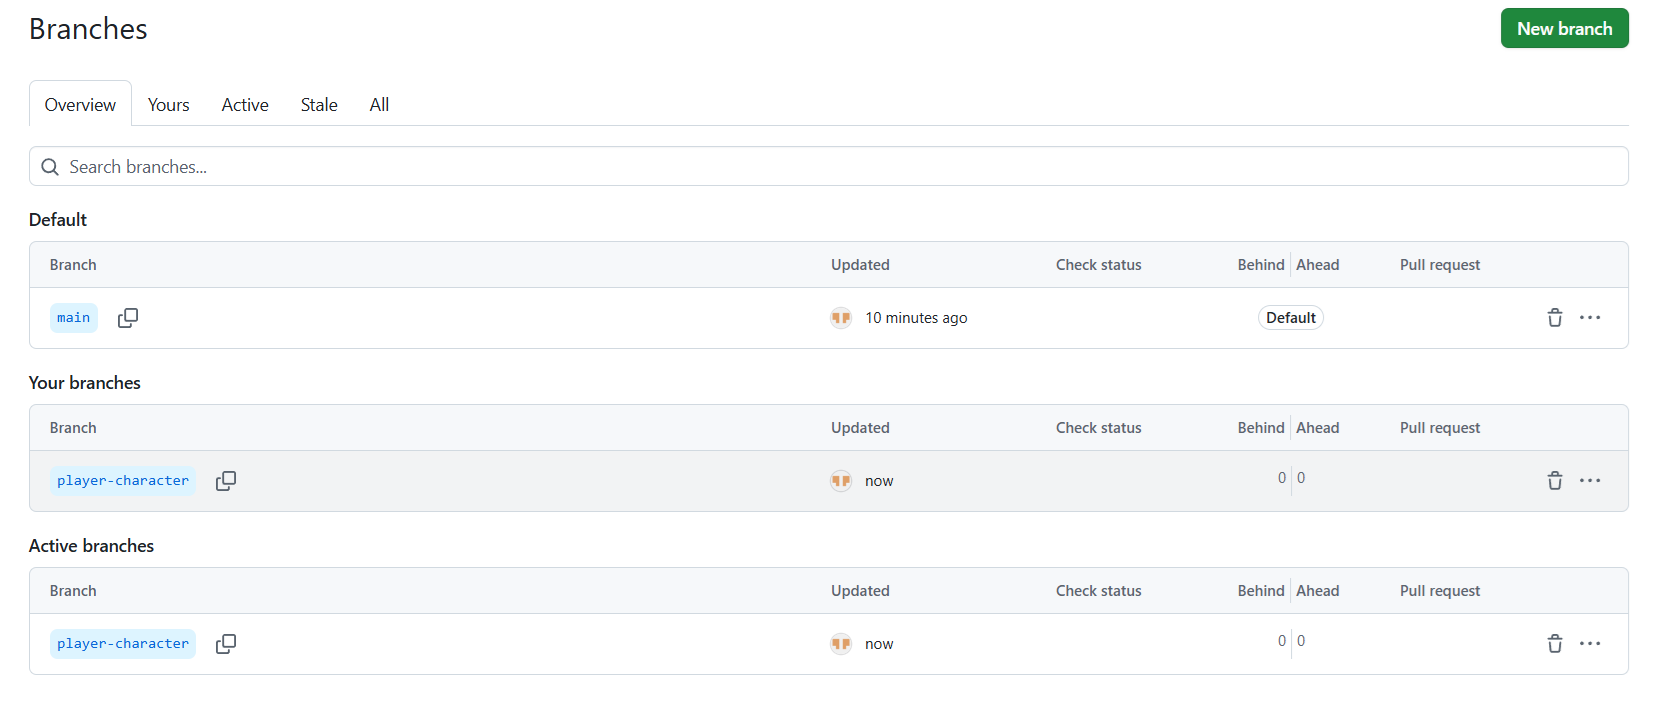 Branches
New branch
Overview Yours Active Stale All
Search branches...
Default
Branch Updated Check status Behind Ahead Pull request
main 10 minutes ago Default
Your branches
Branch Updated Check status Behind Ahead Pull request
player-character now 0 0
Active branches
Branch Updated Check status Behind Ahead Pull request
player-character now 0 0